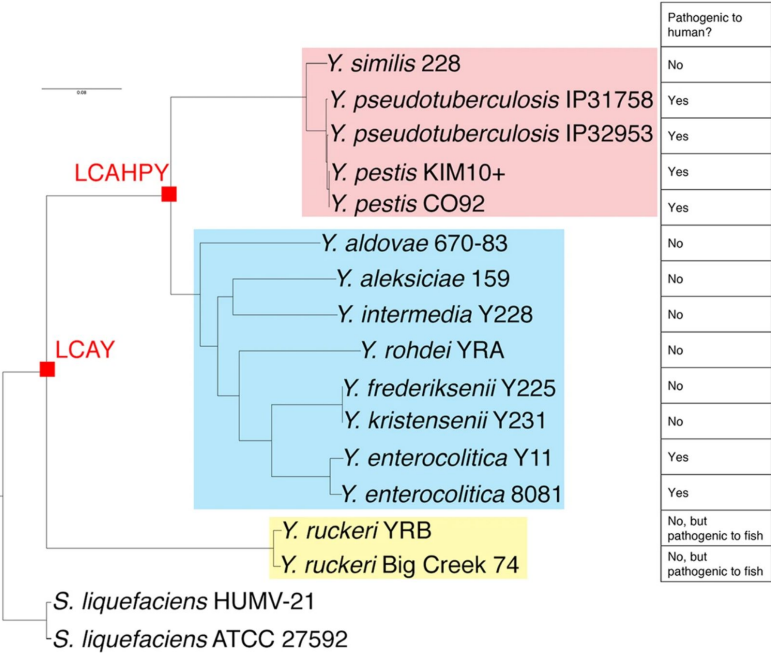 Pathogenic to
human?
Y. similis 228
No
0.08
Y. pseudotuberculosis IP31758
Yes
Y. pseudotuberculosis IP32953
Yes
LCAHPY
Y. pestis KIM10+
Yes
Y. pestis CO92
Yes
Y. aldovae 670-83
No
Y. aleksiciae 159
No
Y. intermedia Y228
No
LCAY
Y. rohdei YRA
No
Y. frederiksenii Y225
No
Y. kristensenii Y231
No
Y. enterocolitica Y11
Yes
Y. enterocolitica 8081
Yes
Y. ruckeri YRB
No, but
pathogenic to fish
Y. ruckeri Big Creek 74
No, but
pathogenic to fish
S. liquefaciens HUMV-21
S. liquefaciens ATCC 27592